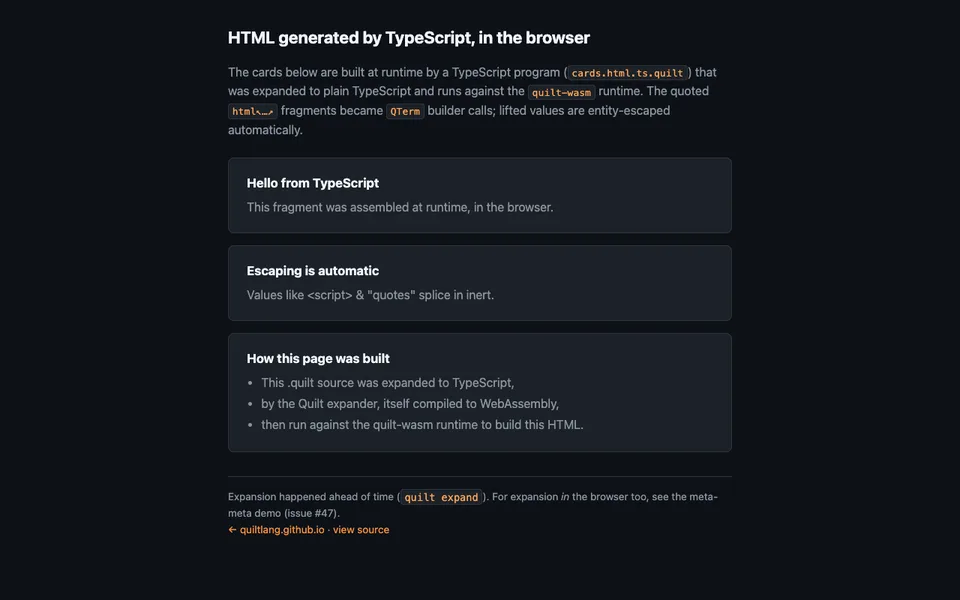 HTML generated by TypeScript, in the browser
The cards below are built at runtime by a TypeScript program (cards.html.ts.quilt) that
was expanded to plain TypeScript and runs against the quilt-wasm runtime. The quoted
html↖…↗ fragments became QTerm builder calls; lifted values are entity-escaped
automatically.
Hello from TypeScript
This fragment was assembled at runtime, in the browser.
Escaping is automatic
Values like <script> & "quotes" splice in inert.
How this page was built
• This .quilt source was expanded to TypeScript,
• by the Quilt expander, itself compiled to WebAssembly,
• then run against the quilt-wasm runtime to build this HTML.
Expansion happened ahead of time (quilt expand). For expansion in the browser too, see the meta-
meta demo (issue #47).
← quiltlang.github.io · view source